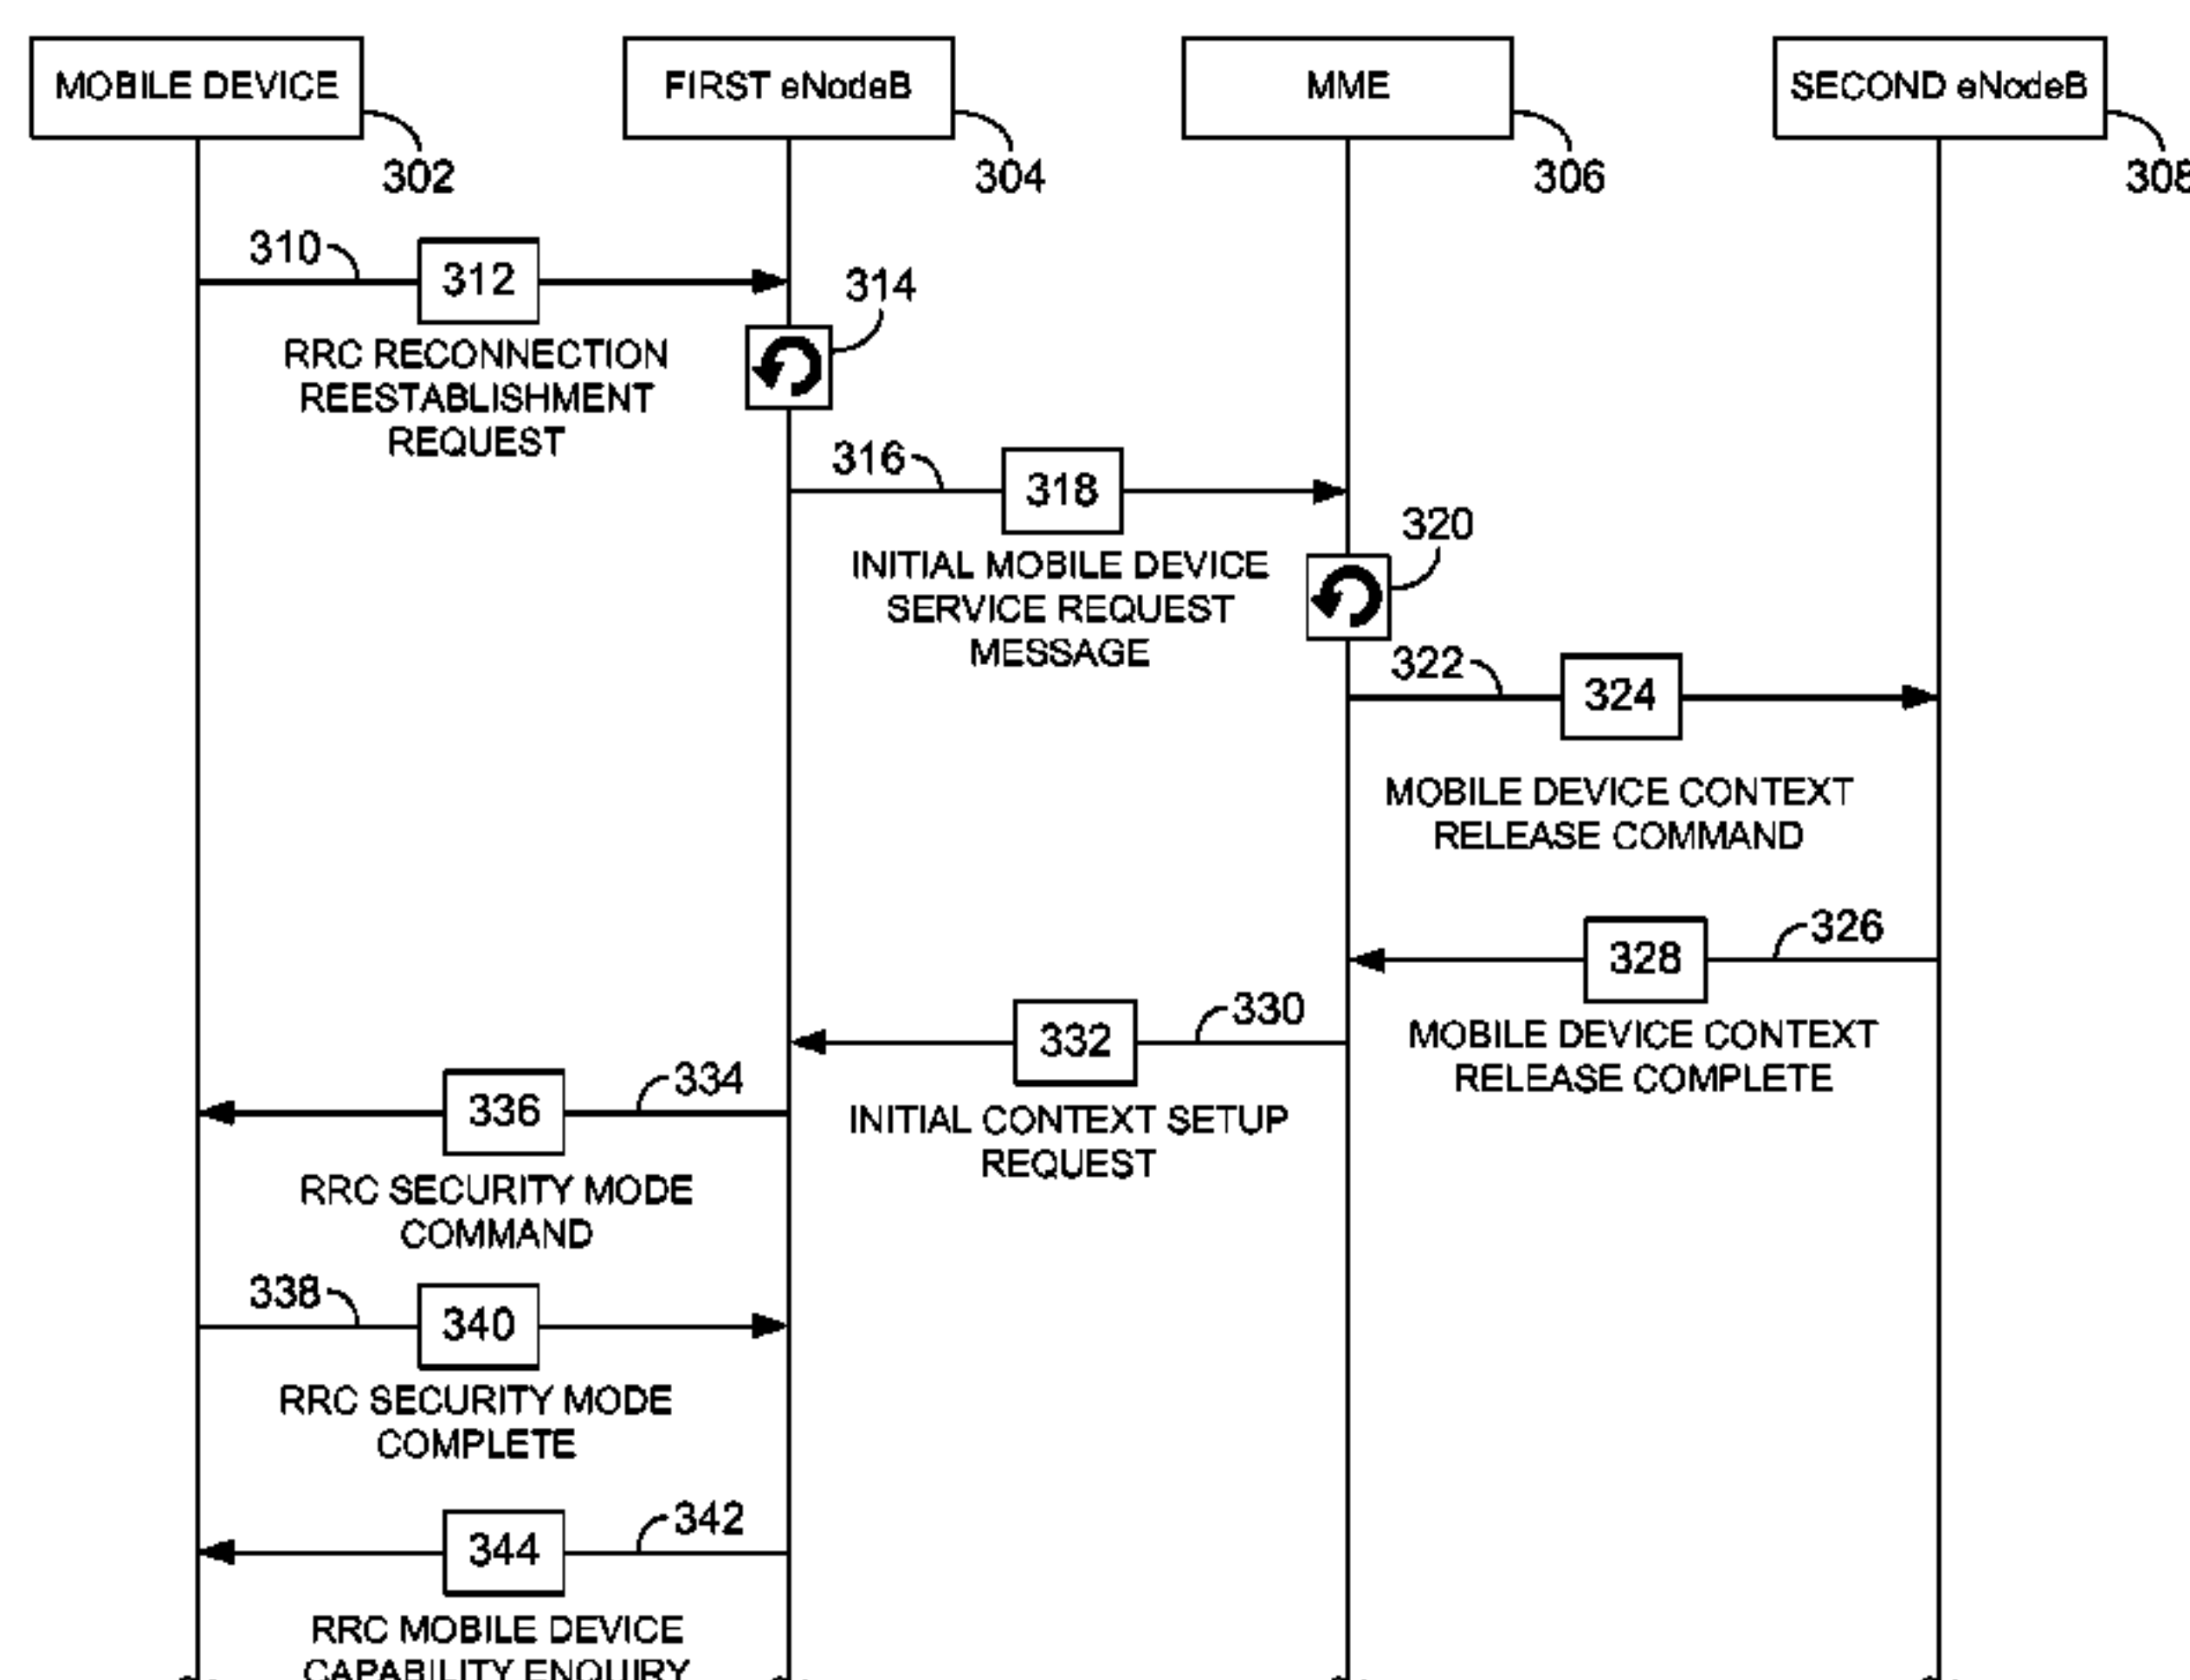 MOBILE DEVICE
FIRST eNodeB
MME
SECOND eNodeB
302
304
306
308
310
312
314
RRC RECONNECTION
REESTABLISHMENT
REQUEST
316
318
320
INITIAL MOBILE DEVICE
SERVICE REQUEST
MESSAGE
322
324
MOBILE DEVICE CONTEXT
RELEASE COMMAND
326
328
MOBILE DEVICE CONTEXT
RELEASE COMPLETE
330
332
INITIAL CONTEXT SETUP
REQUEST
334
336
RRC SECURITY MODE
COMMAND
338
340
RRC SECURITY MODE
COMPLETE
342
344
RRC MOBILE DEVICE
CAPABILITY ENQUIRY